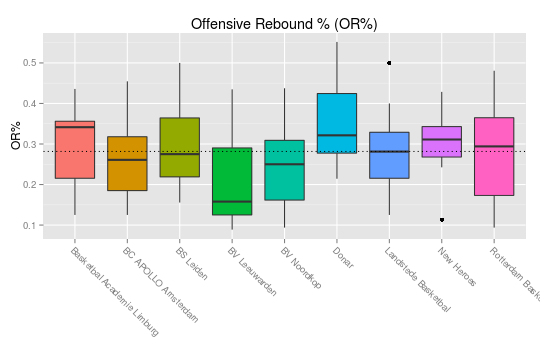 Offensive Rebound % (OR%)
OR%
0.5
0.4
0.3
0.2
0.1
Basketbal Academie Limburg
BC APOLLO Amsterdam
BS Leiden
BV Leeuwarden
BV Noordkop
Donar
Landstede Basketbal
New Heroes
Rotterdam